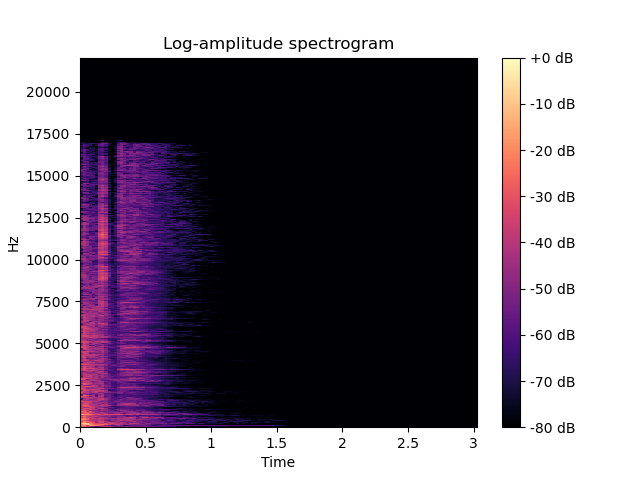 Log-amplitude spectrogram
Hz
20000
17500
15000
12500
10000
7500
5000
2500
0
0
0.5
1
1.5
2
2.5
3
Time
+0 dB
-10 dB
-20 dB
-30 dB
-40 dB
-50 dB
-60 dB
-70 dB
-80 dB